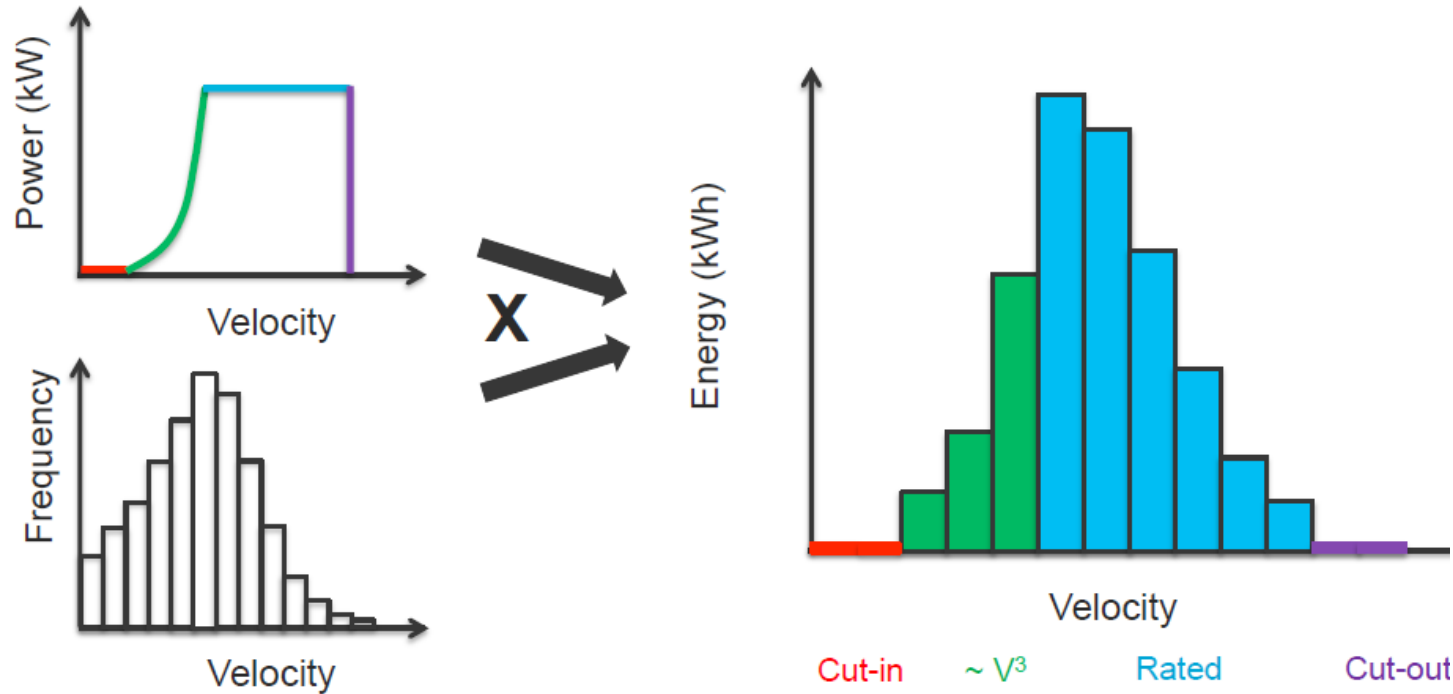 Power (kW)
Velocity
X
Frequency
Velocity
Energy (kWh)
Velocity
Cut-in ~ V³ Rated Cut-out